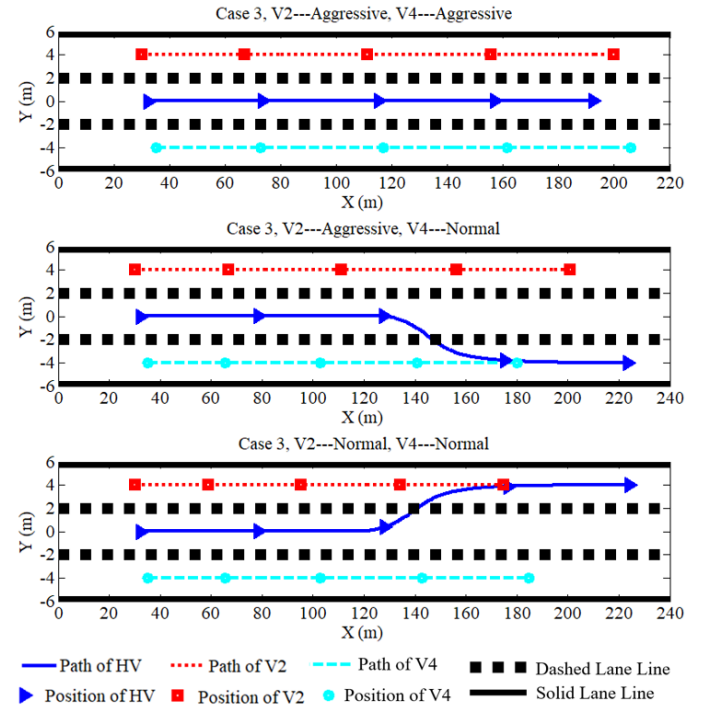 Case 3, V2---Aggressive, V4---Aggressive
6
4
2
0
-2
-4
-6
Y (m)
0 20 40 60 80 100 120 140 160 180 200 220
X (m)
Case 3, V2---Aggressive, V4---Normal
6
4
2
0
-2
-4
-6
Y (m)
0 20 40 60 80 100 120 140 160 180 200 220 240
X (m)
Case 3, V2---Normal, V4---Normal
6
4
2
0
-2
-4
-6
Y (m)
0 20 40 60 80 100 120 140 160 180 200 220 240
X (m)
Path of HV Path of V2 Path of V4 Dashed Lane Line
Position of HV Position of V2 Position of V4 Solid Lane Line